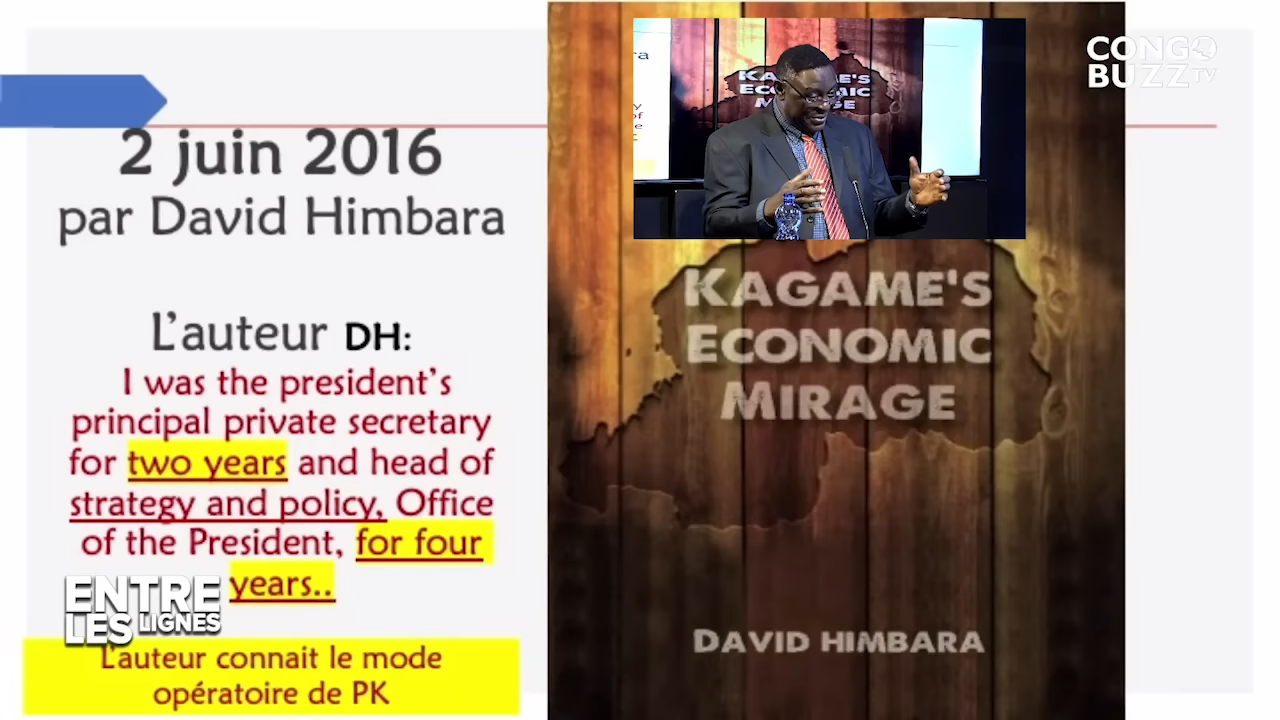 2 juin 2016
par David Himbara
L'auteur DH:
I was the president's
principal private secretary
for two years and head of
strategy and policy, Office
of the President, for four
years..
L'auteur connait le mode
opératoire de PK
ENTRE
LES LIGNES
KAGAME'S
ECONOMIC
MIRAGE
DAVID HIMBARA
CONGO
BUZZ TV